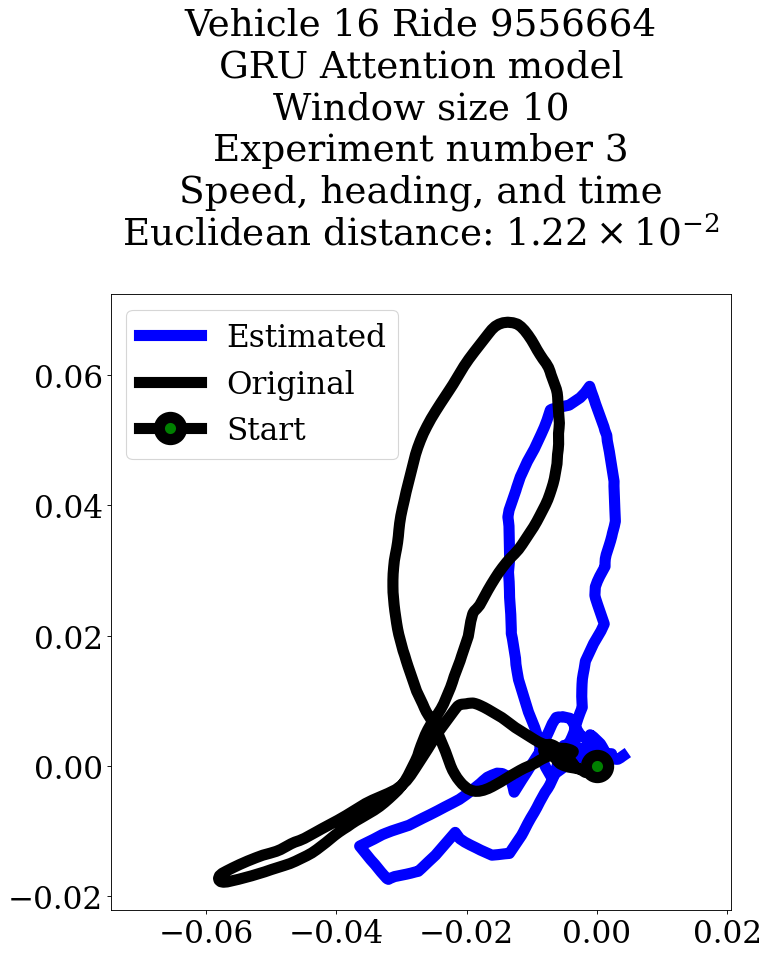 Vehicle 16 Ride 9556664
GRU Attention model
Window size 10
Experiment number 3
Speed, heading, and time
Euclidean distance: 1.22 × 10⁻²
Estimated
Original
Start
0.06
0.04
0.02
0.00
−0.02
−0.06 −0.04 −0.02 0.00 0.02